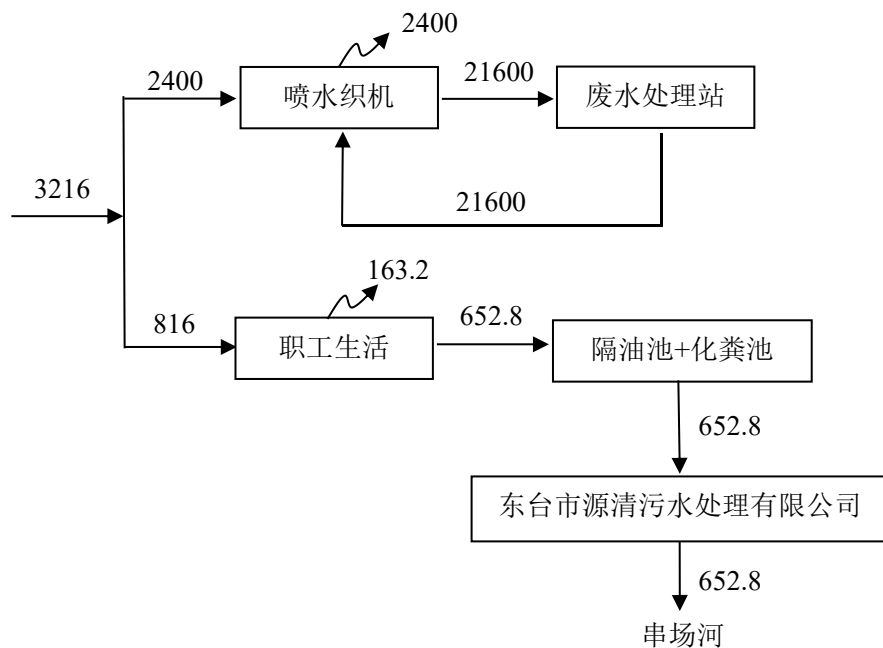 2400
2400
喷水织机
21600
废水处理站
3216
21600
163.2
816
职工生活
652.8
隔油池+化粪池
652.8
东台市源清污水处理有限公司
652.8
串场河